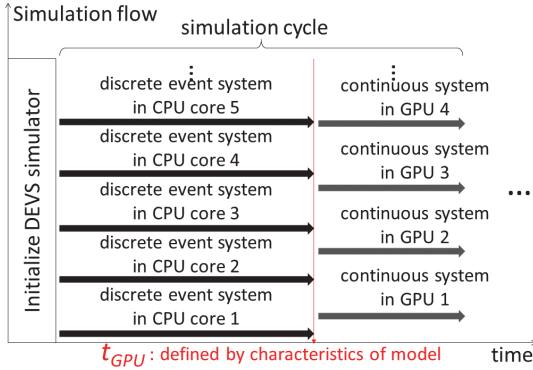 Simulation flow
simulation cycle
Initialize DEVS simulator
discrete event system
in CPU core 5
discrete event system
in CPU core 4
discrete event system
in CPU core 3
discrete event system
in CPU core 2
discrete event system
in CPU core 1
continuous system
in GPU 4
continuous system
in GPU 3
continuous system
in GPU 2
continuous system
in GPU 1
...
t_GPU : defined by characteristics of model
time